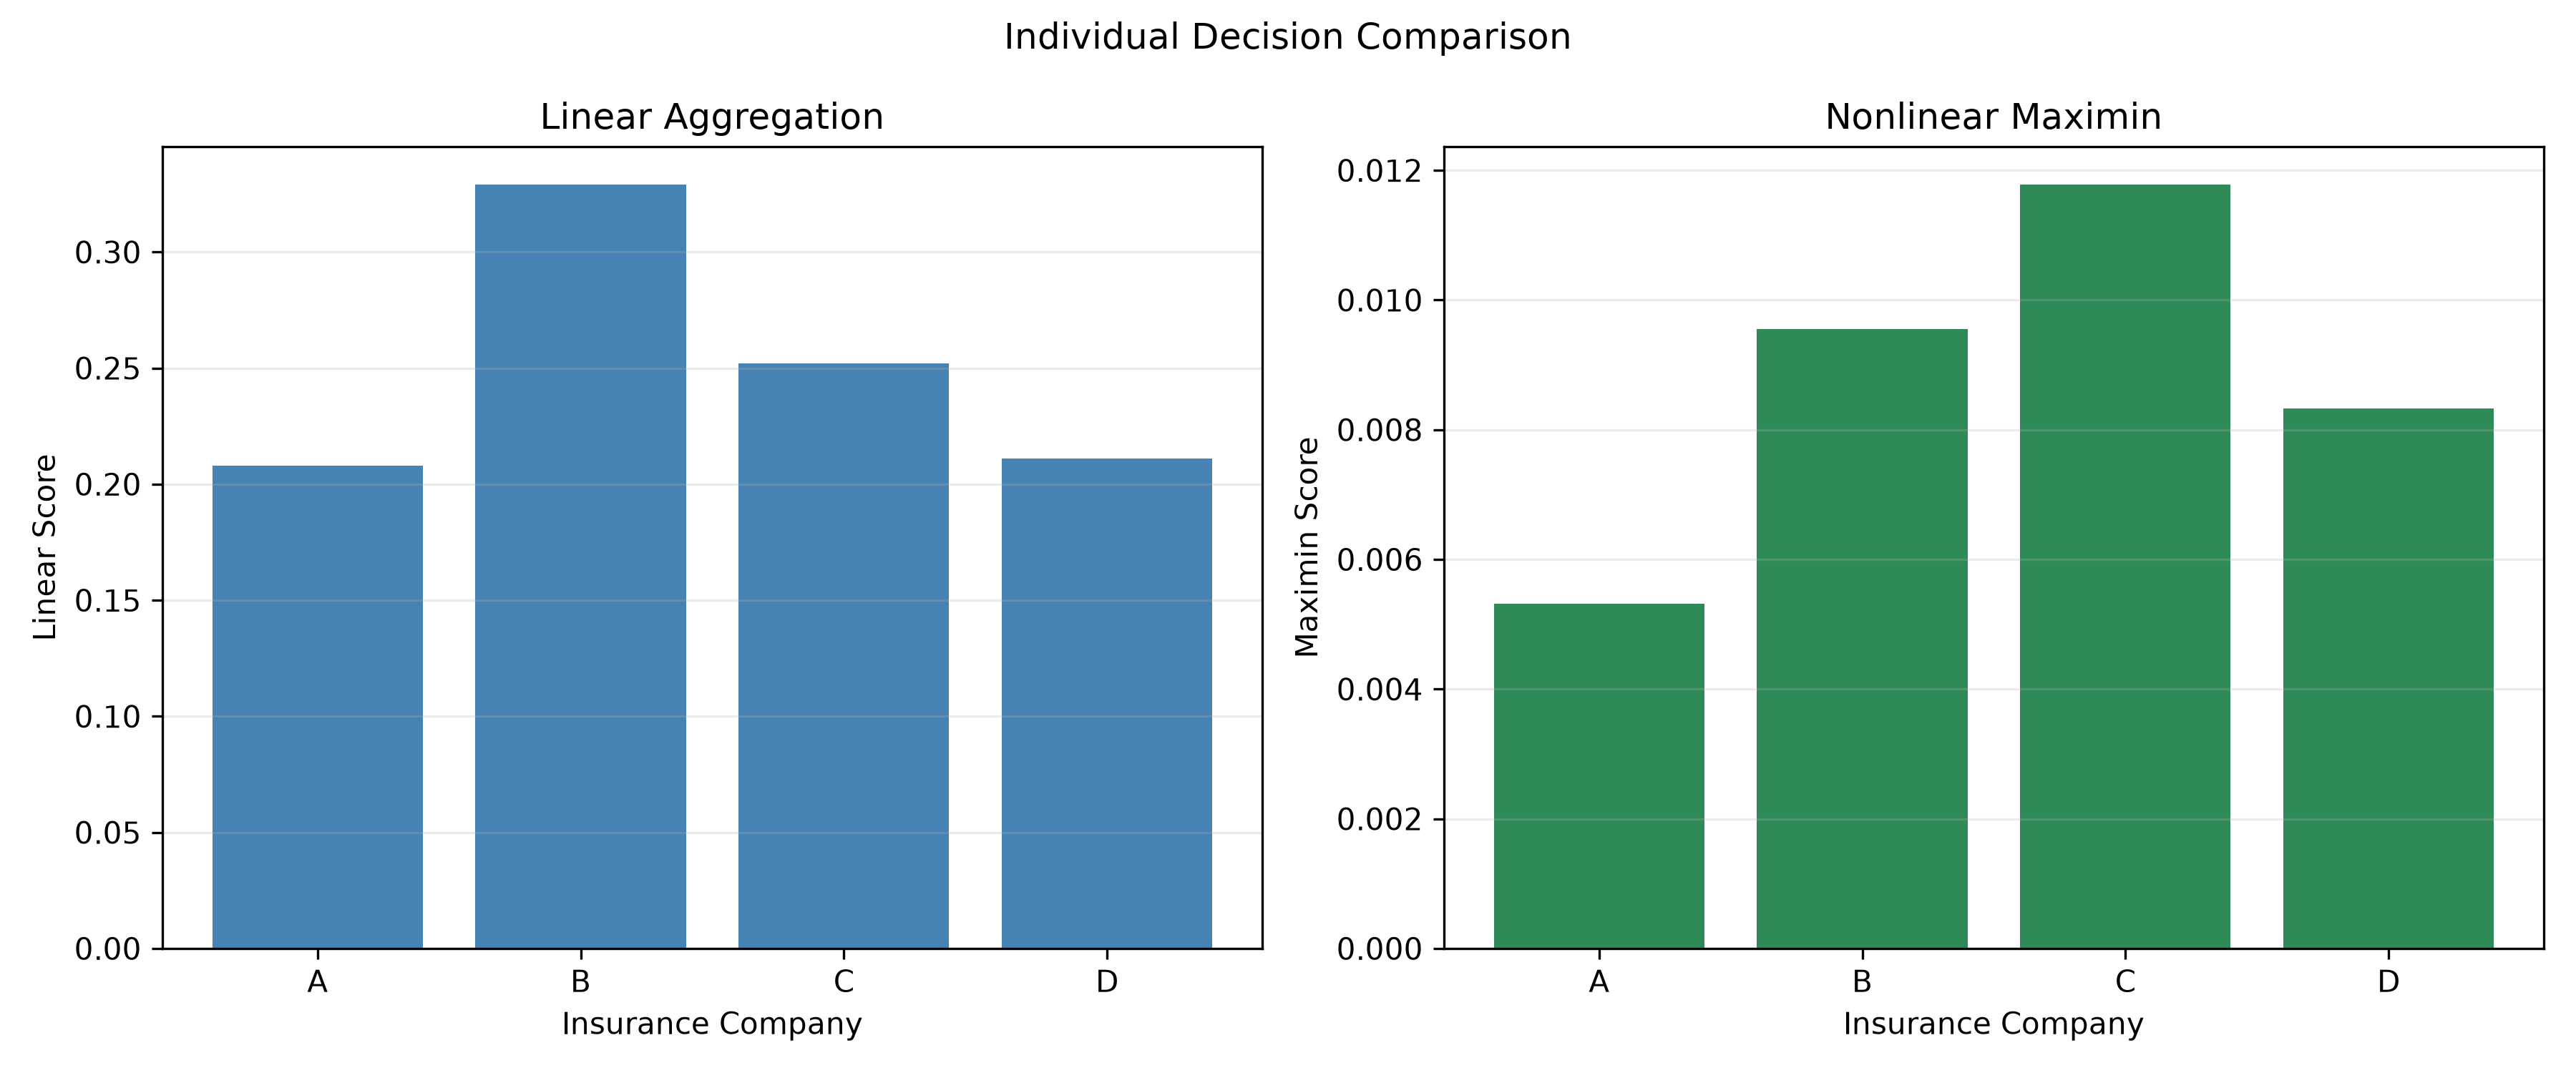 Individual Decision Comparison
Linear Aggregation
Linear Score
0.30
0.25
0.20
0.15
0.10
0.05
0.00
A B C D
Insurance Company
Nonlinear Maximin
Maximin Score
0.012
0.010
0.008
0.006
0.004
0.002
0.000
A B C D
Insurance Company